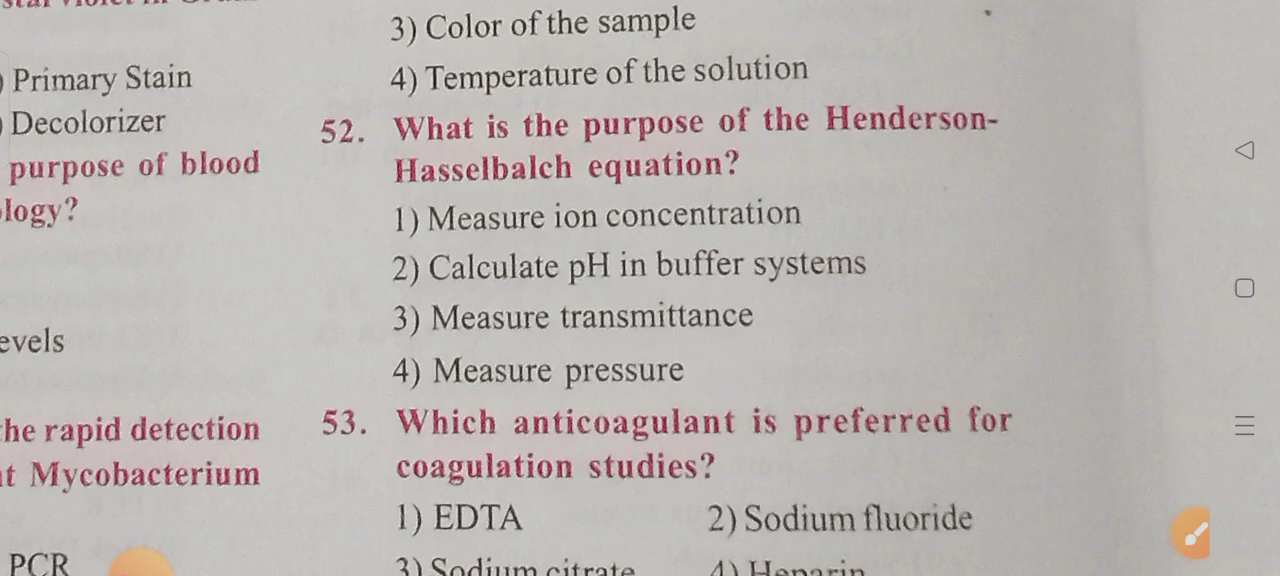 Primary Stain
Decolorizer
purpose of blood
logy?
evels
he rapid detection
Mycobacterium
PCR
3) Color of the sample
4) Temperature of the solution
52. What is the purpose of the Henderson-
Hasselbalch equation?
1) Measure ion concentration
2) Calculate pH in buffer systems
3) Measure transmittance
4) Measure pressure
53. Which anticoagulant is preferred for
coagulation studies?
1) EDTA 2) Sodium fluoride
3) Sodium citrate 4) Heparin